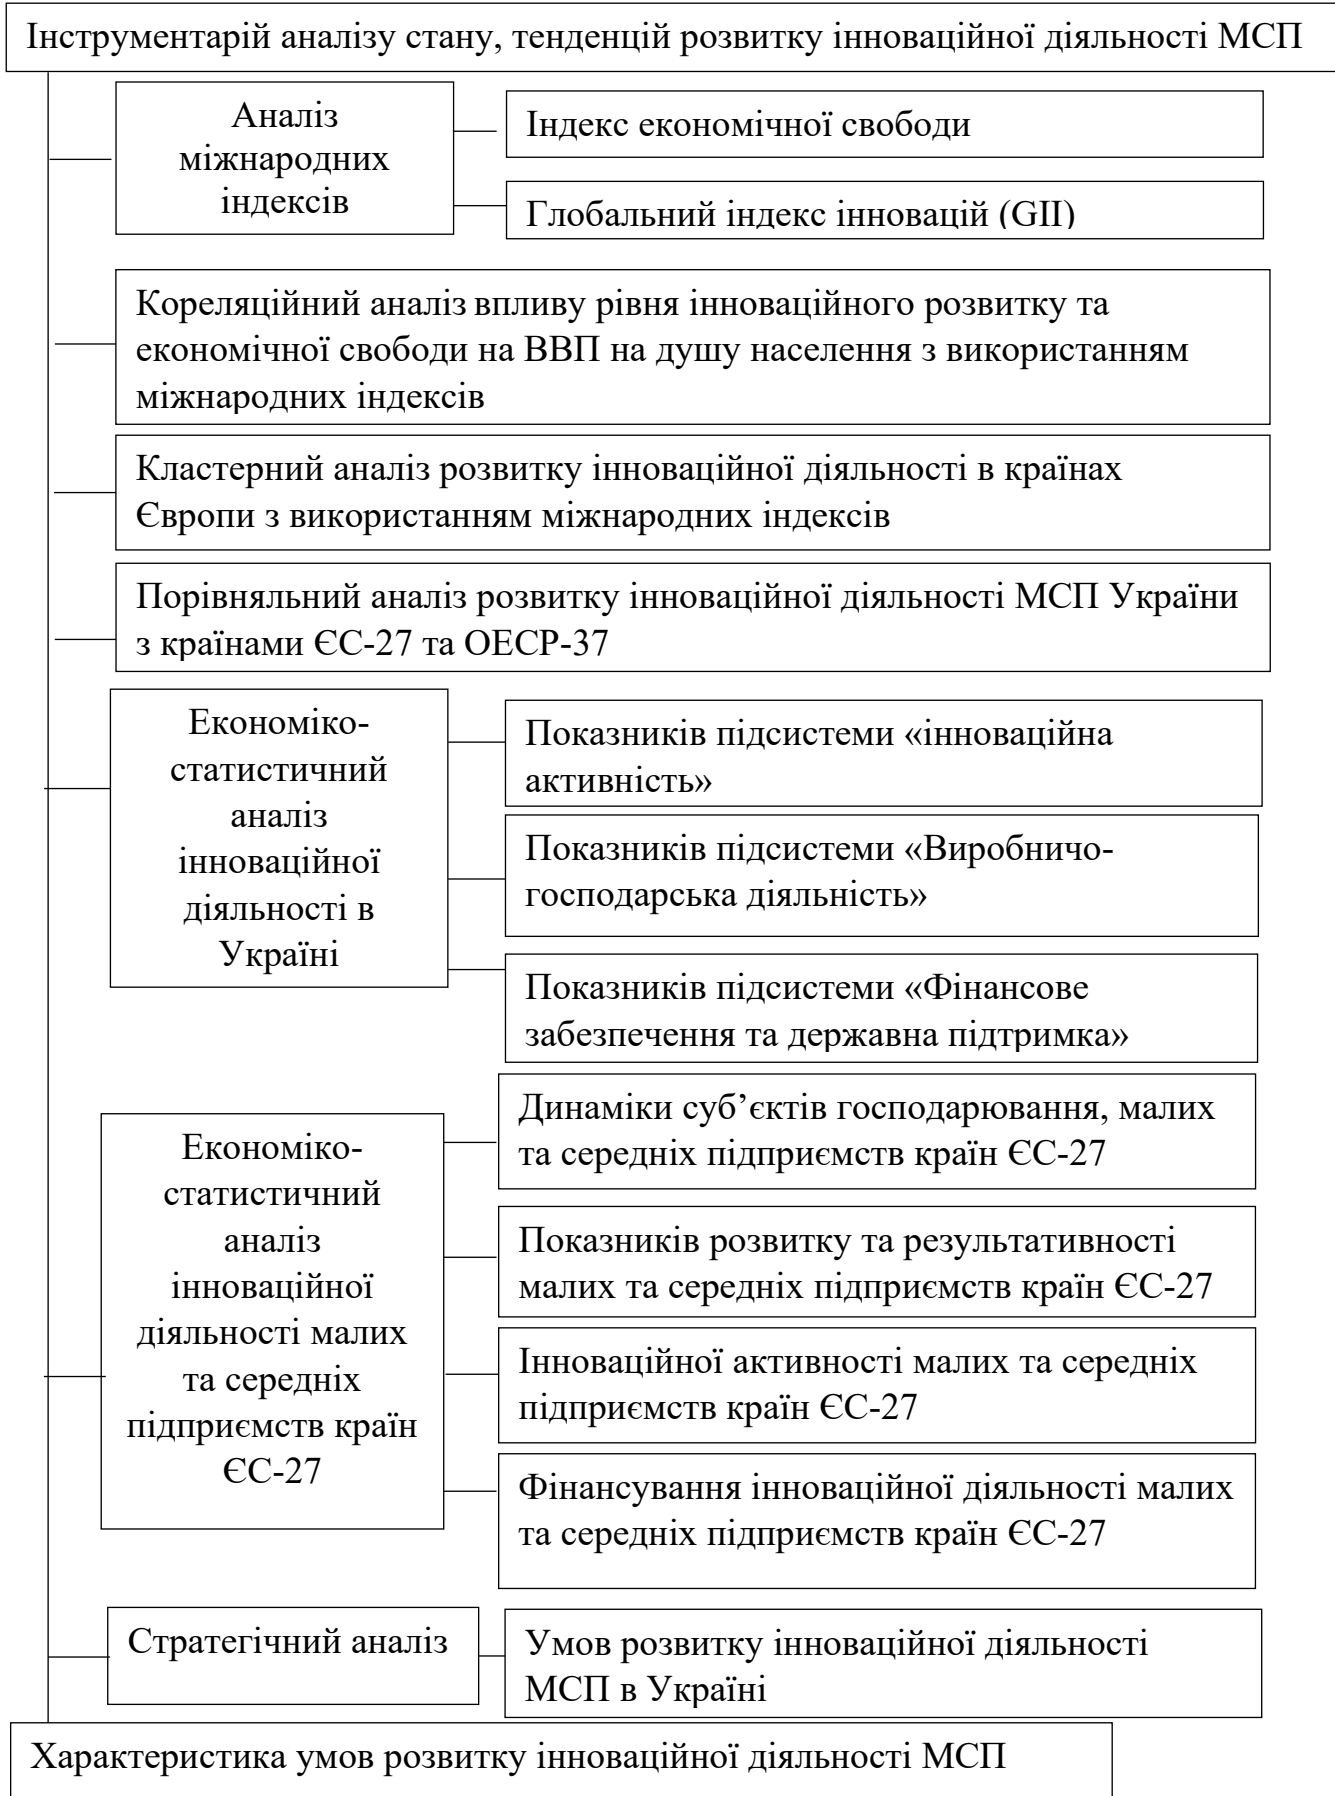 Інструментарій аналізу стану, тенденцій розвитку інноваційної діяльності МСП
Аналіз
міжнародних
індексів
Індекс економічної свободи
Глобальний індекс інновацій (GII)
Кореляційний аналіз впливу рівня інноваційного розвитку та
економічної свободи на ВВП на душу населення з використанням
міжнародних індексів
Кластерний аналіз розвитку інноваційної діяльності в країнах
Європи з використанням міжнародних індексів
Порівняльний аналіз розвитку інноваційної діяльності МСП України
з країнами ЄС-27 та ОЕСР-37
Економіко-
статистичний
аналіз
інноваційної
діяльності в
Україні
Показників підсистеми «інноваційна
активність»
Показників підсистеми «Виробничо-
господарська діяльність»
Показників підсистеми «Фінансове
забезпечення та державна підтримка»
Економіко-
статистичний
аналіз
інноваційної
діяльності малих
та середніх
підприємств країн
ЄС-27
Динаміки суб’єктів господарювання, малих
та середніх підприємств країн ЄС-27
Показників розвитку та результативності
малих та середніх підприємств країн ЄС-27
Інноваційної активності малих та середніх
підприємств країн ЄС-27
Фінансування інноваційної діяльності малих
та середніх підприємств країн ЄС-27
Стратегічний аналіз
Умов розвитку інноваційної діяльності
МСП в Україні
Характеристика умов розвитку інноваційної діяльності МСП